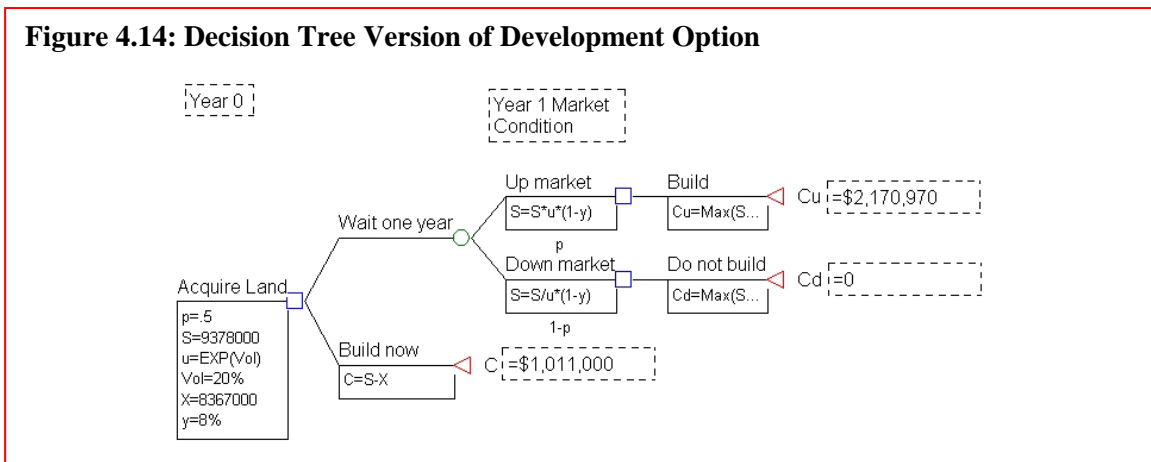 Figure 4.14: Decision Tree Version of Development Option
Year 0
Year 1 Market
Condition
Up market
S=S*u*(1-y)
p
Build
Cu=Max(S...
Cu =$2,170,970
Wait one year
Down market
S=S/u*(1-y)
1-p
Do not build
Cd=Max(S...
Cd =0
Acquire Land
p=.5
S=9378000
u=EXP(Vol)
Vol=20%
X=8367000
y=8%
Build now
C=S-X
C =$1,011,000